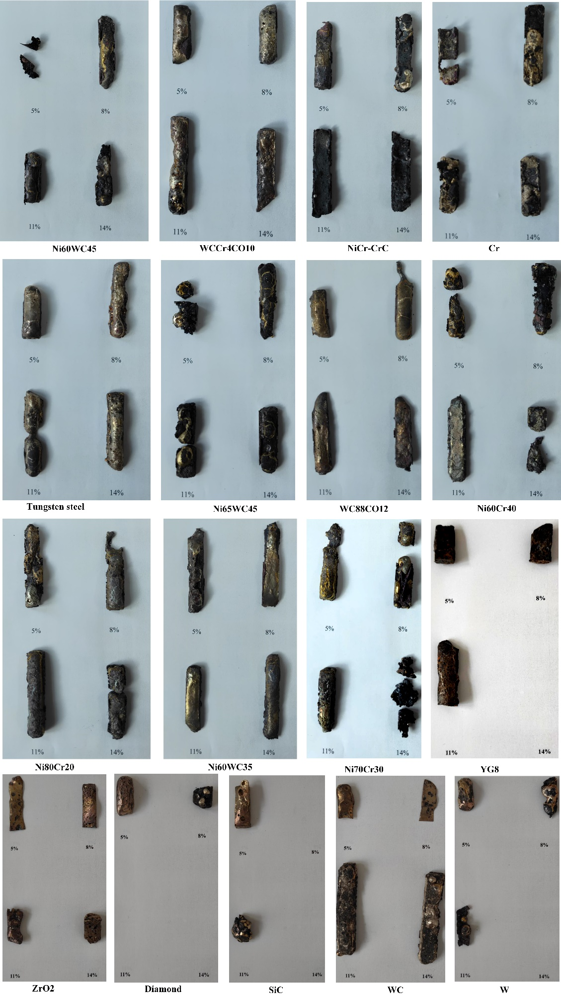 5% 8% 5% 8% 5% 8% 5% 8%
11% 14% 11% 14% 11% 14% 11% 14%
Ni60WC45 WCCr4CO10 NiCr-CrC Cr
5% 8% 5% 8% 5% 8% 5% 8%
11% 14% 11% 14% 11% 14% 11% 14%
Tungsten steel Ni65WC45 WC88CO12 Ni60Cr40
5% 8% 5% 8% 5% 8% 5% 8%
11% 14% 11% 14% 11% 14% 11% 14%
Ni80Cr20 Ni60WC35 Ni70Cr30 YG8
5% 8% 5% 8% 5% 8% 5% 8% 5% 8%
11% 14% 11% 14% 11% 14% 11% 14% 11% 14%
ZrO2 Diamond SiC WC W